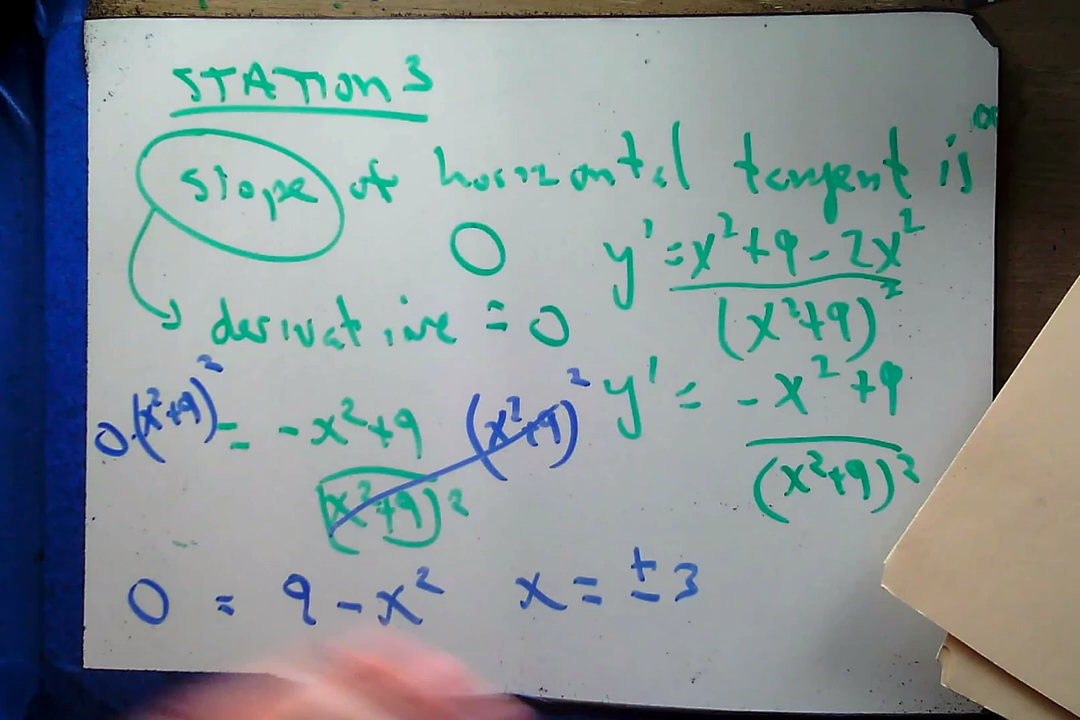 STATION 3
slope of horizontal tangent is
0
y' = x² + 9 - 2x² / (x²+9)²
derivative = 0
y' = -x² + 9 / (x²+9)²
0·(x²+9)² = -x²+9 / (x²+9)² (x²+9)²
0 = 9 - x² x = ± 3